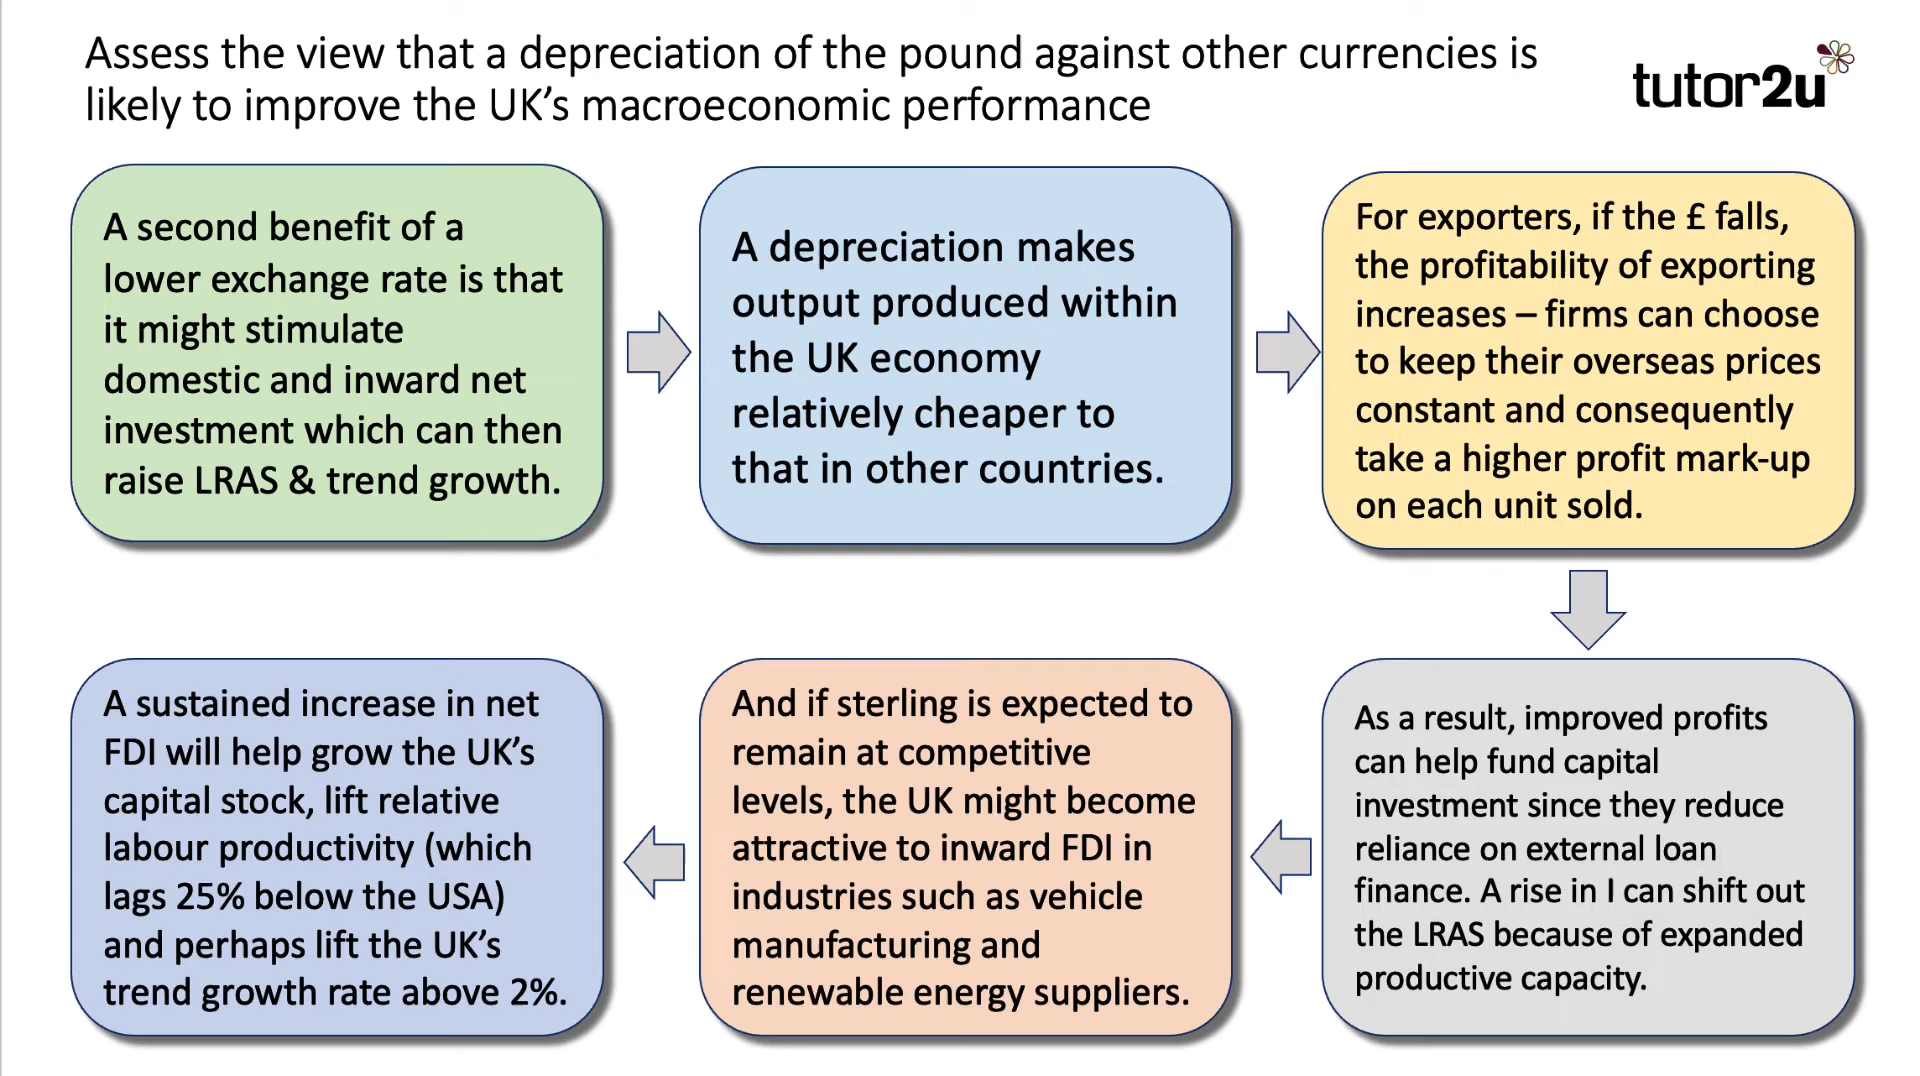 Assess the view that a depreciation of the pound against other currencies is
likely to improve the UK’s macroeconomic performance
tutor2u
A second benefit of a
lower exchange rate is that
it might stimulate
domestic and inward net
investment which can then
raise LRAS & trend growth.
A depreciation makes
output produced within
the UK economy
relatively cheaper to
that in other countries.
For exporters, if the £ falls,
the profitability of exporting
increases – firms can choose
to keep their overseas prices
constant and consequently
take a higher profit mark-up
on each unit sold.
As a result, improved profits
can help fund capital
investment since they reduce
reliance on external loan
finance. A rise in I can shift out
the LRAS because of expanded
productive capacity.
And if sterling is expected to
remain at competitive
levels, the UK might become
attractive to inward FDI in
industries such as vehicle
manufacturing and
renewable energy suppliers.
A sustained increase in net
FDI will help grow the UK’s
capital stock, lift relative
labour productivity (which
lags 25% below the USA)
and perhaps lift the UK’s
trend growth rate above 2%.